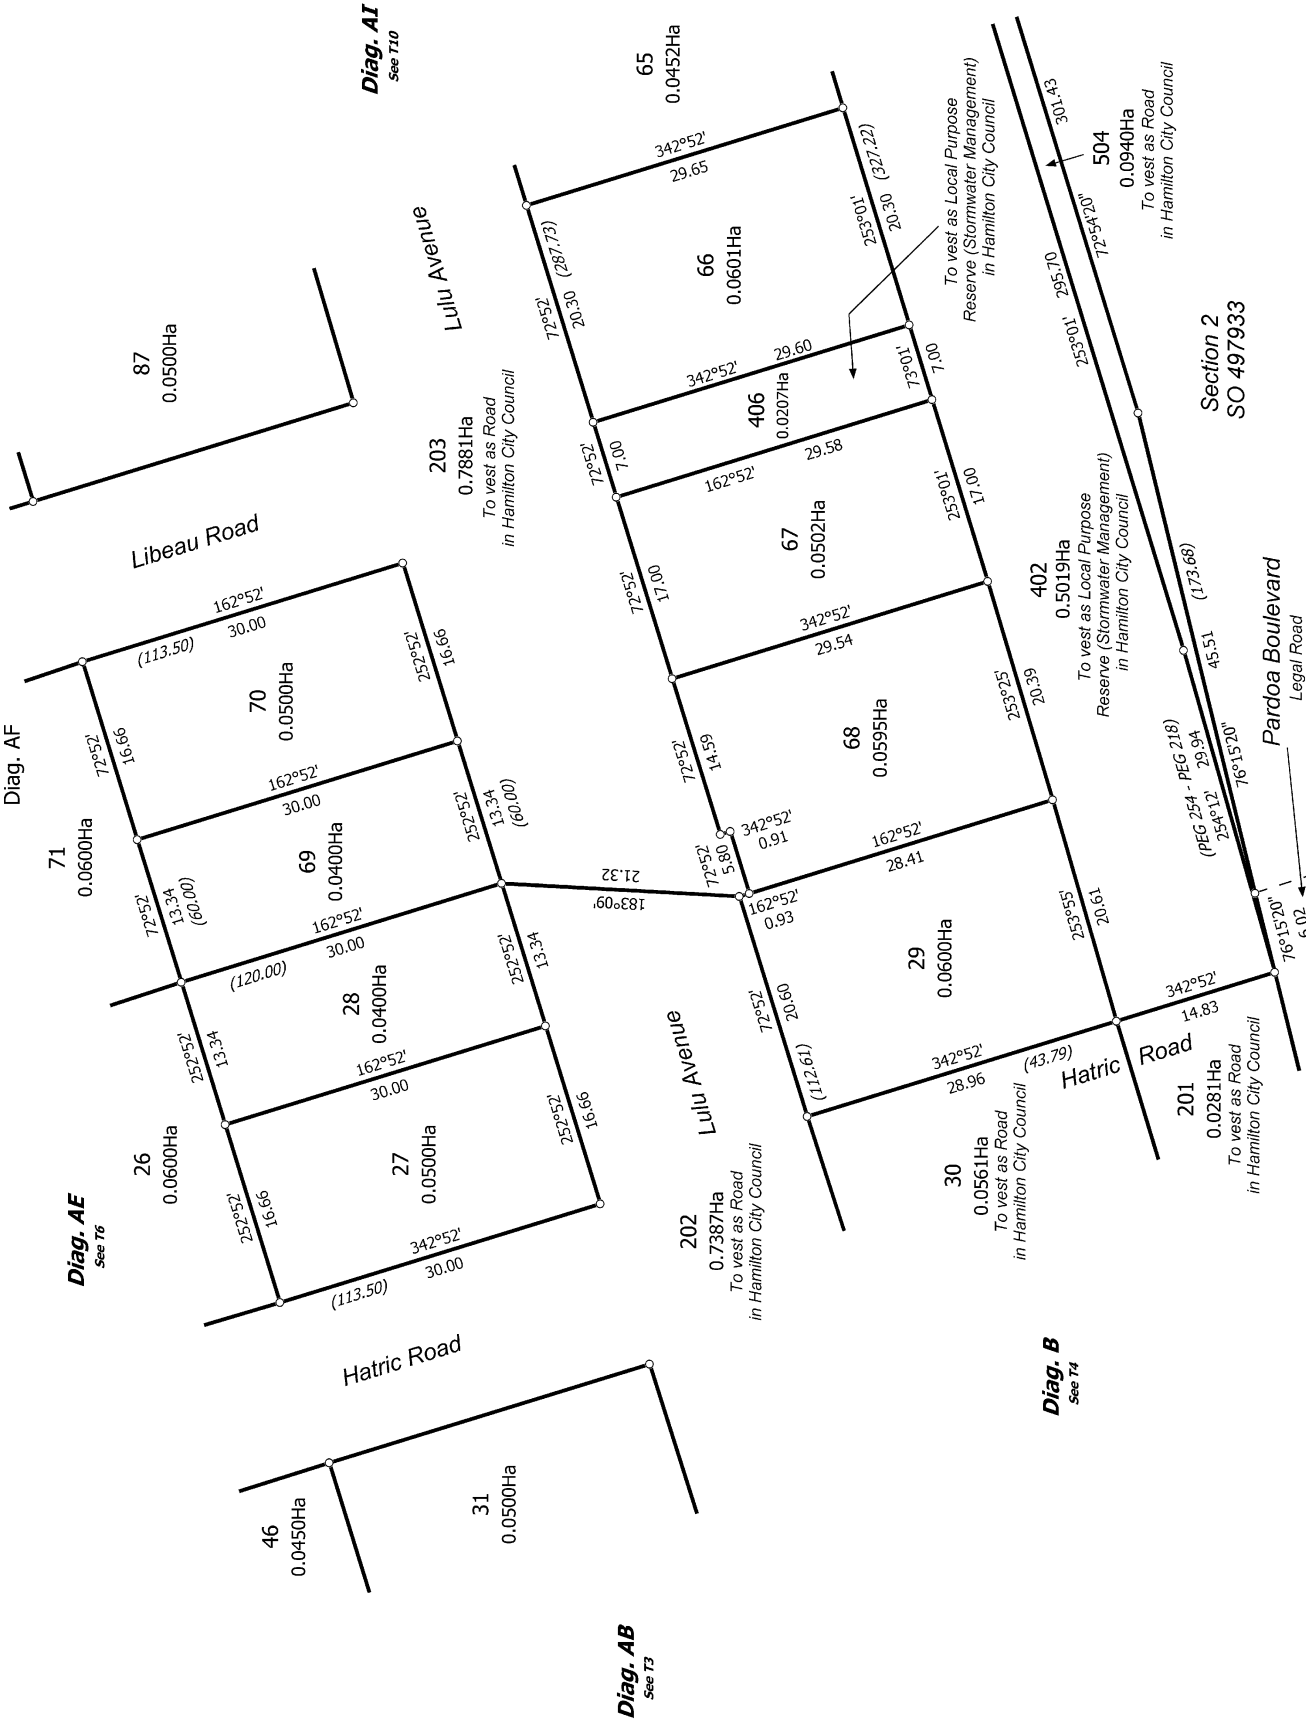 Diag. AI
See T10
65
0.0452Ha
87
0.0500Ha
Lulu Avenue
203
0.7881Ha
To vest as Road
in Hamilton City Council
Libeau Road
72°52'
20.30 (287.73)
342°52'
29.65
66
0.0601Ha
253°01'
20.30 (327.22)
To vest as Local Purpose
Reserve (Stormwater Management)
in Hamilton City Council
342°52'
29.60
406
0.0207Ha
72°52'
7.00
73°01'
7.00
162°52'
29.58
67
0.0502Ha
72°52'
17.00
253°01'
17.00
342°52'
29.54
68
0.0595Ha
72°52'
14.59
253°25'
20.39
342°52'
0.91
72°52'
5.80
162°52'
0.93
162°52'
28.41
29
0.0600Ha
72°52'
20.60
(112.61)
253°55'
20.61
342°52'
28.96
(43.79)
183°09'
21.32
301.43
72°54'20"
504
0.0940Ha
To vest as Road
in Hamilton City Council
253°01'
295.70
402
0.5019Ha
To vest as Local Purpose
Reserve (Stormwater Management)
in Hamilton City Council
Section 2
SO 497933
(173.68)
45.51
76°15'20"
(PEG 254 - PEG 218)
254°12'
29.94
Pardoa Boulevard
Legal Road
76°15'20"
6.02
342°52'
14.83
Hatric Road
201
0.0281Ha
To vest as Road
in Hamilton City Council
30
0.0561Ha
To vest as Road
in Hamilton City Council
Diag. AF
71
0.0600Ha
72°52'
16.66
162°52'
(113.50)
30.00
70
0.0500Ha
252°52'
16.66
162°52'
30.00
69
0.0400Ha
72°52'
13.34
(60.00)
252°52'
13.34
(60.00)
162°52'
(120.00)
30.00
28
0.0400Ha
252°52'
13.34
252°52'
13.34
162°52'
30.00
27
0.0500Ha
252°52'
16.66
252°52'
16.66
342°52'
(113.50)
30.00
26
0.0600Ha
Diag. AE
See T6
Hatric Road
Lulu Avenue
202
0.7387Ha
To vest as Road
in Hamilton City Council
Diag. B
See T4
46
0.0450Ha
31
0.0500Ha
Diag. AB
See T3